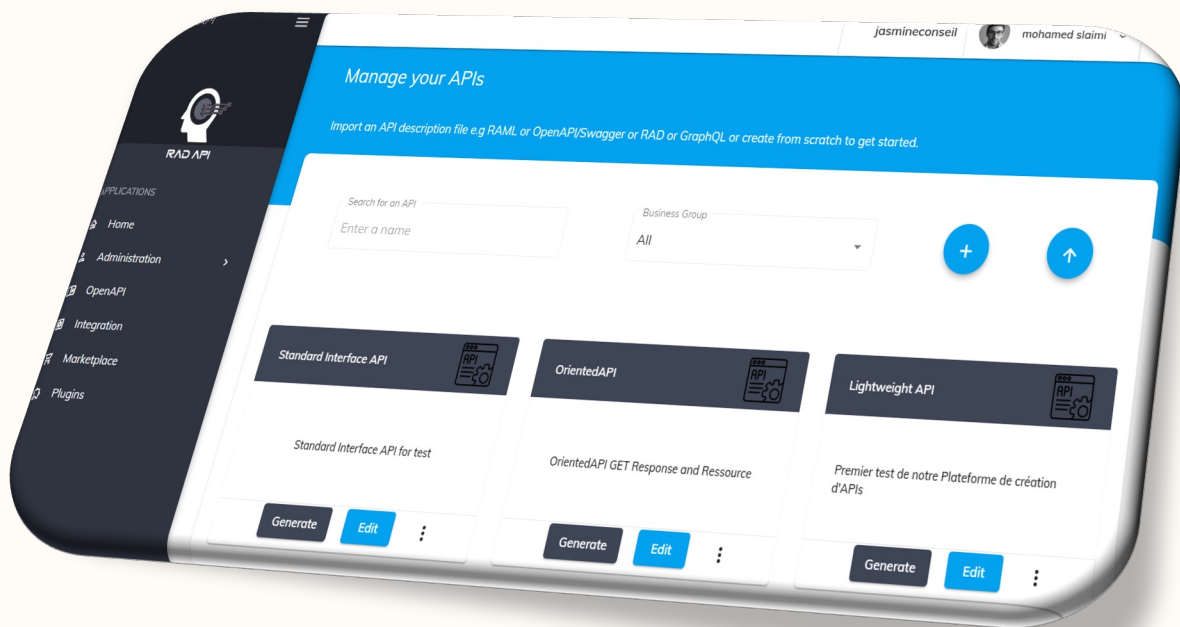 jasmineconseil
mohamed slaimi
RAD API
Manage your APIs
Import an API description file e.g RAML or OpenAPI/Swagger or RAD or GraphQL or create from scratch to get started.
APPLICATIONS
Home
Administration
OpenAPI
Integration
Marketplace
Plugins
Search for an API
Enter a name
Business Group
All
Standard Interface API
API
Standard Interface API for test
Generate
Edit
OrientedAPI
API
OrientedAPI GET Response and Ressource
Generate
Edit
Lightweight API
API
Premier test de notre Plateforme de création
d'APIs
Generate
Edit